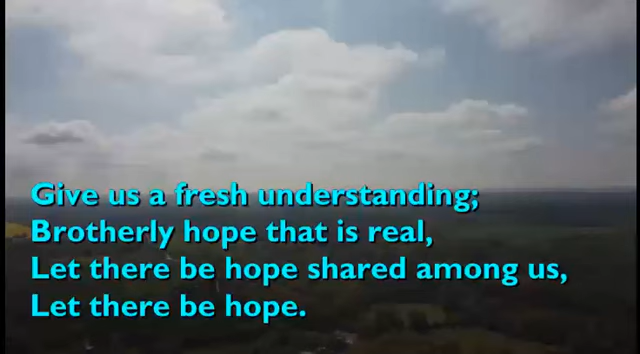 Give us a fresh understanding;
Brotherly hope that is real,
Let there be hope shared among us,
Let there be hope.